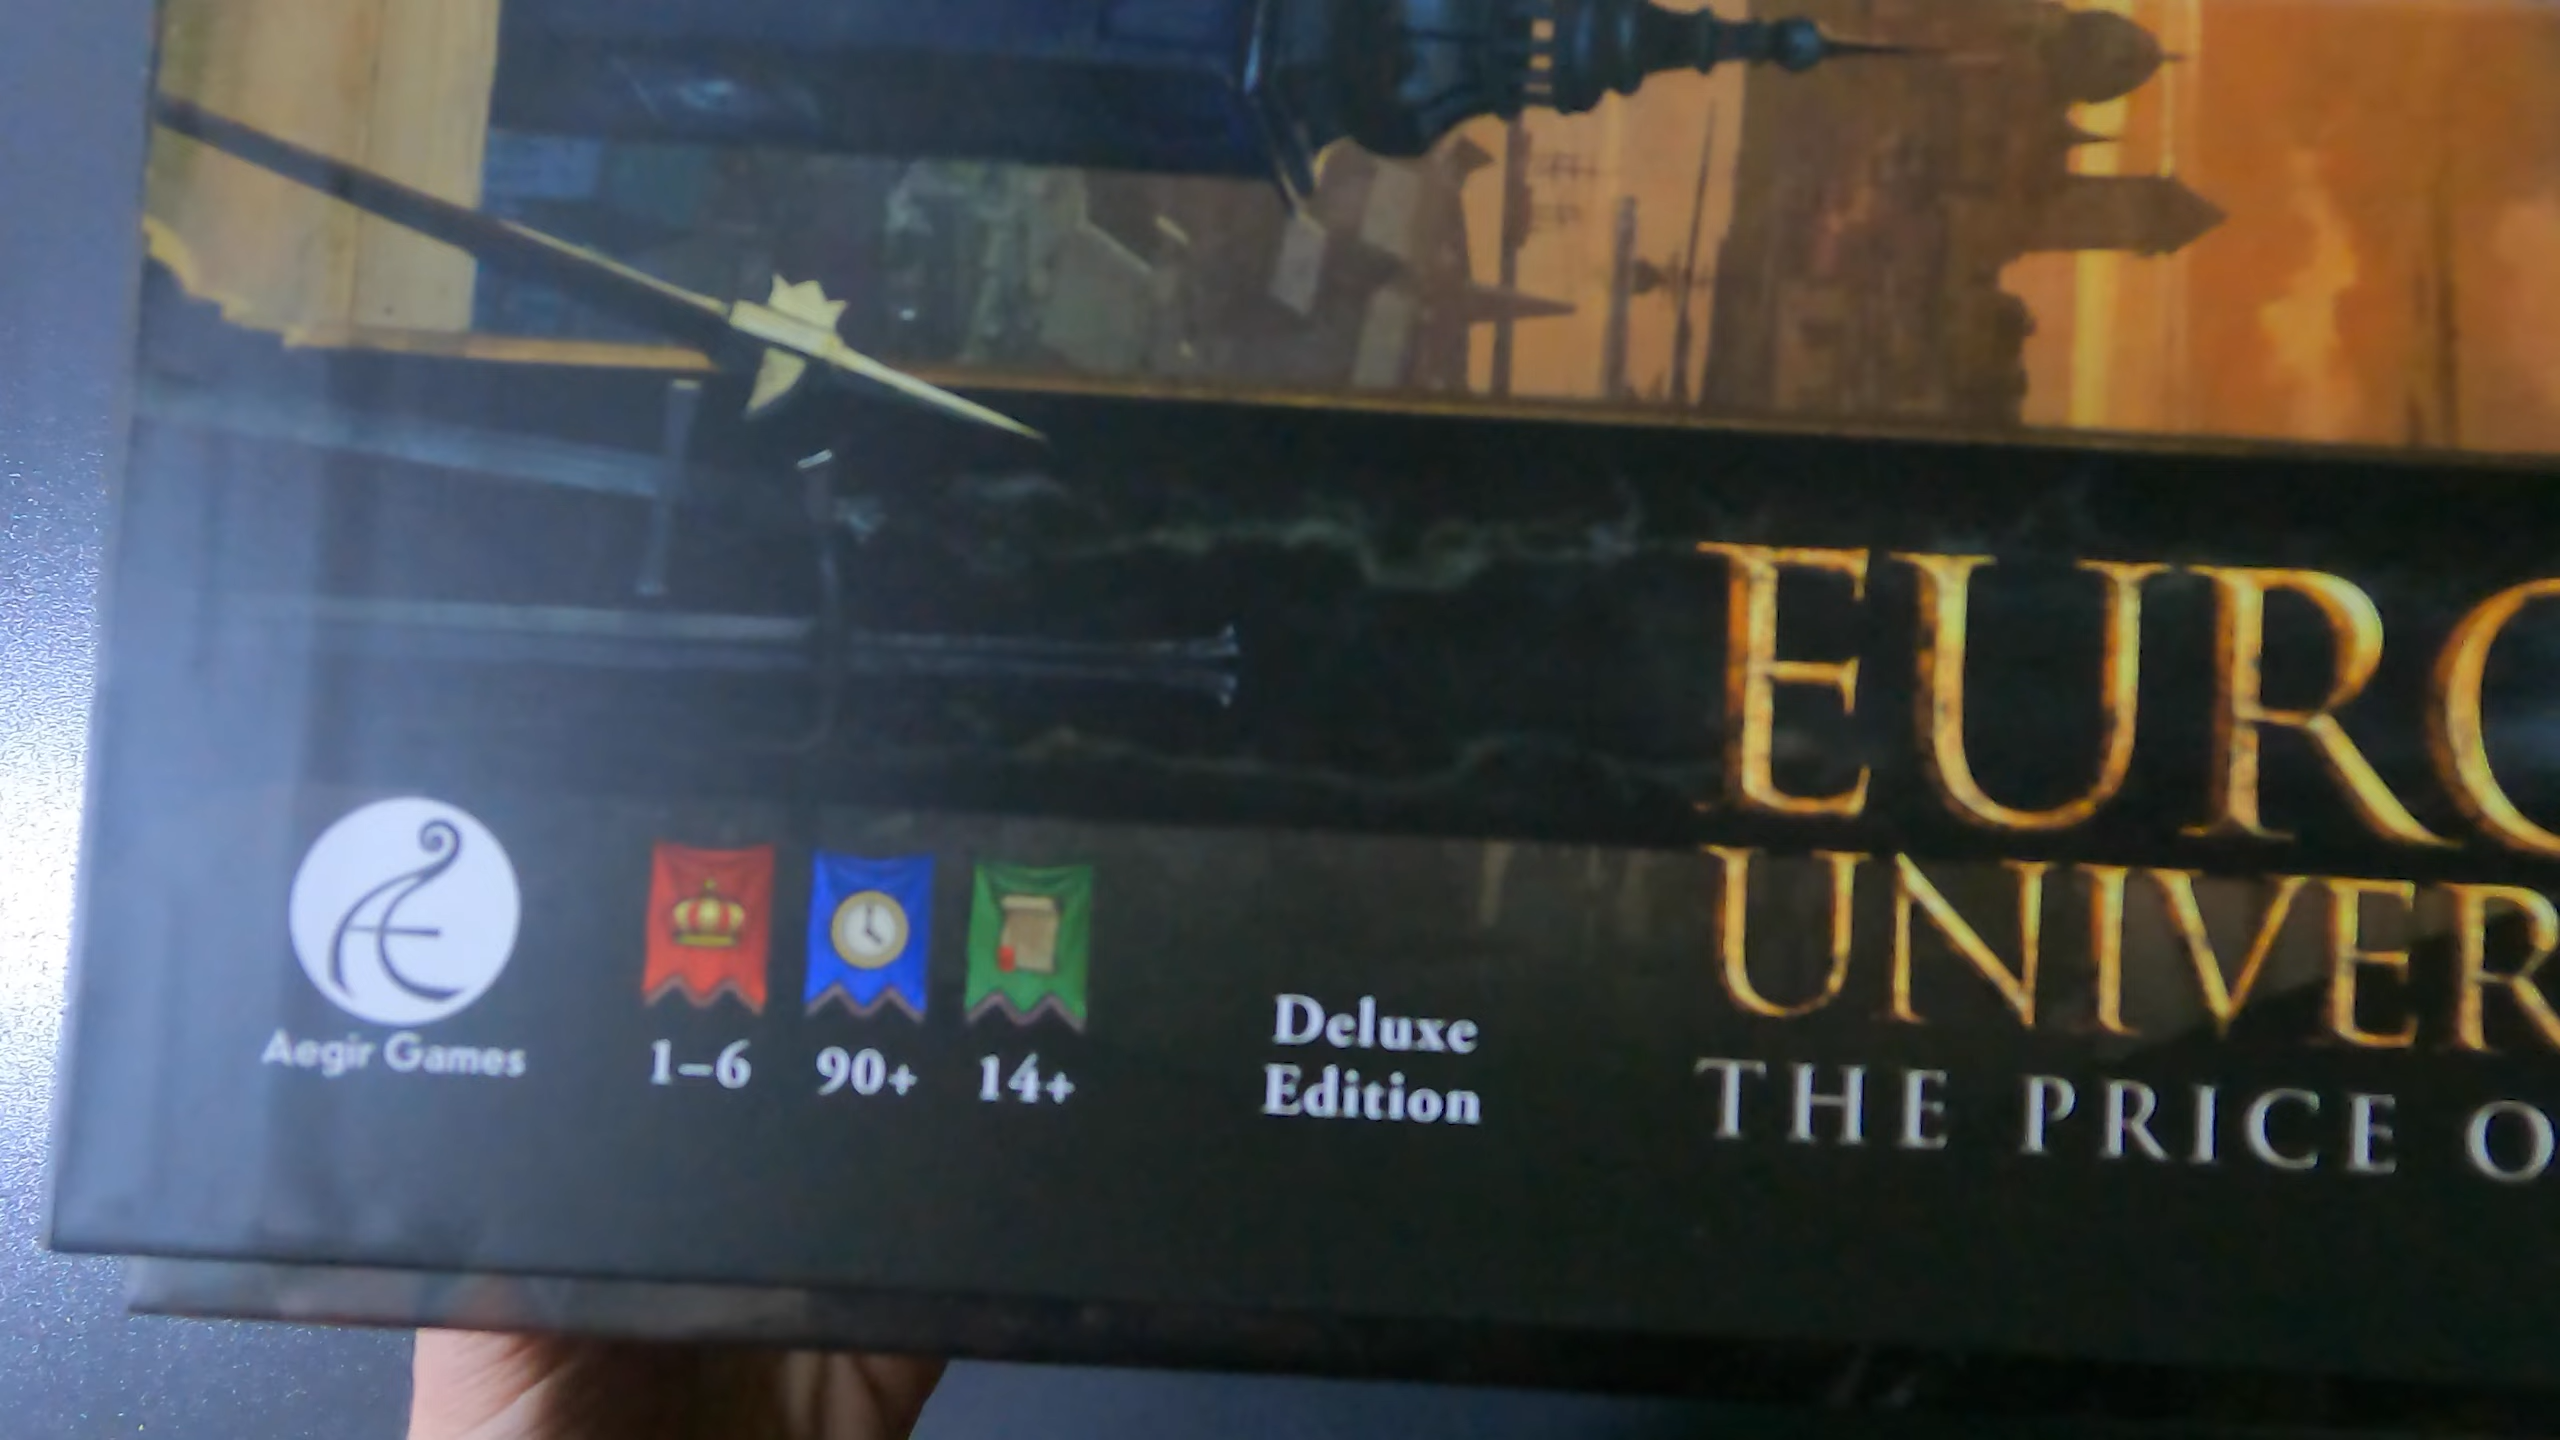 EURO
UNIVER
THE PRICE O
Deluxe
Edition
Aegir Games
1–6
90+
14+